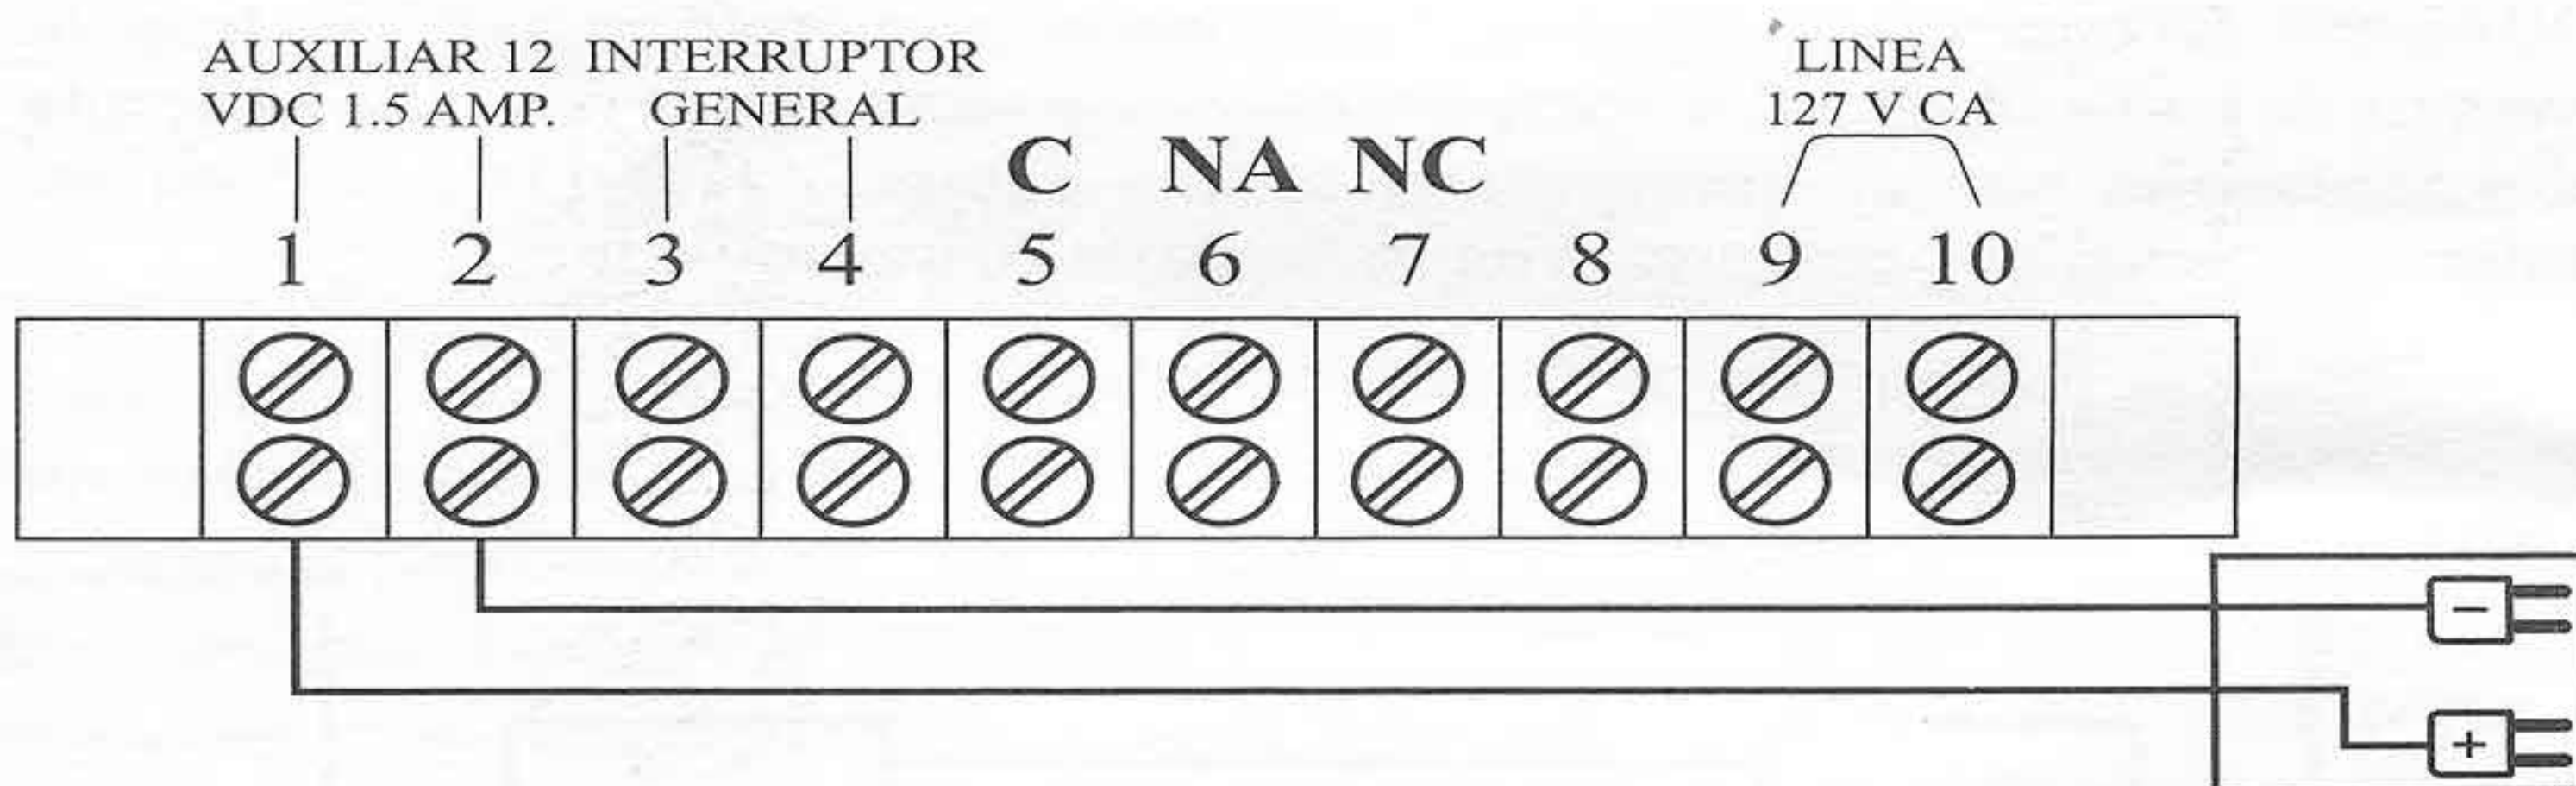 AUXILIAR 12
VDC 1.5 AMP.
INTERRUPTOR
GENERAL
LINEA
127 V CA
C NA NC
1 2 3 4 5 6 7 8 9 10
−
+